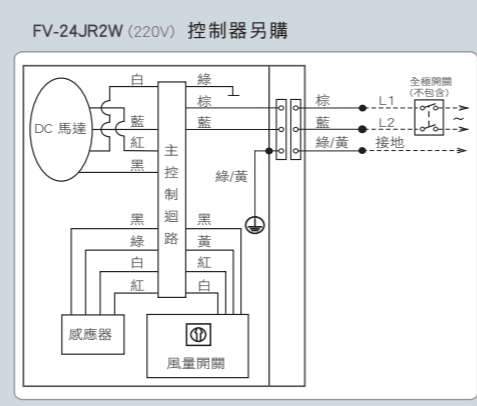 FV-24JR2W (220V) 控制器另購
全極開關
(不包含)
白 綠
棕 棕 L1
DC 馬達 藍 藍 藍 L2 ~
紅 綠/黃 接地
黑
主控制迴路
綠/黃
黑 黑
綠 黃
白 紅
紅 白
感應器
風量開關